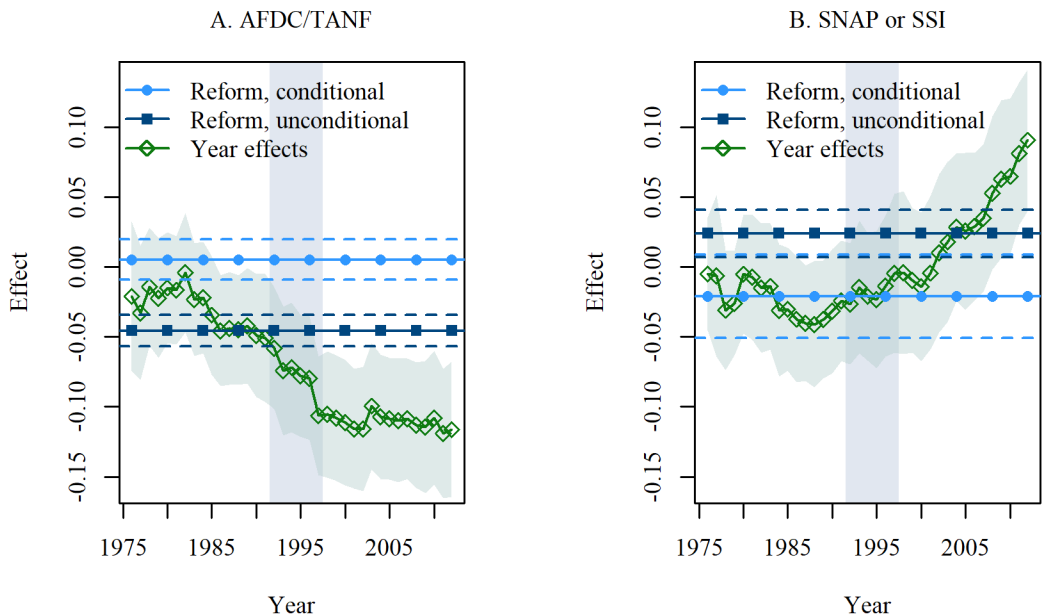 A. AFDC/TANF
Reform, conditional
Reform, unconditional
Year effects
Effect
0.10
0.05
0.00
-0.05
-0.10
-0.15
1975
1985
1995
2005
Year
B. SNAP or SSI
Reform, conditional
Reform, unconditional
Year effects
Effect
0.10
0.05
0.00
-0.05
-0.10
-0.15
1975
1985
1995
2005
Year